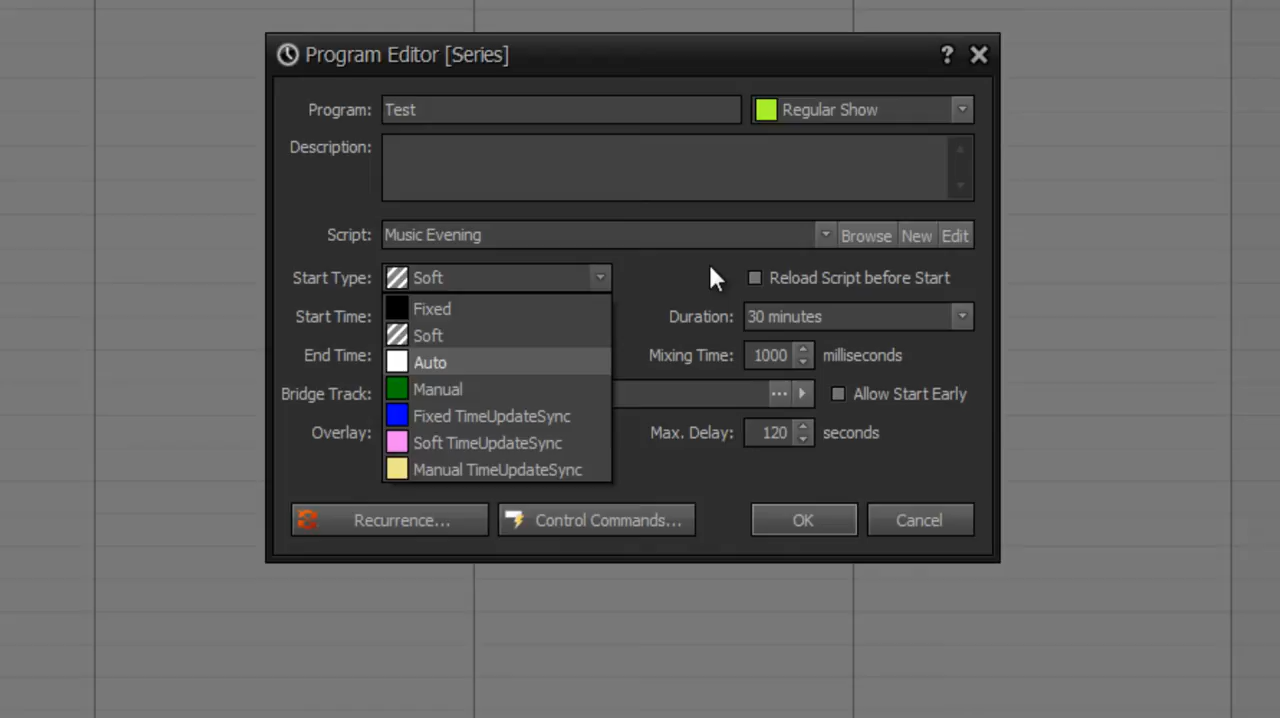 Program Editor [Series] ?
Program: Test Regular Show
Description:
Script: Music Evening Browse New Edit
Start Type: Soft Reload Script before Start
Fixed
Start Time: Duration: 30 minutes
Soft
End Time: Mixing Time: 1000 milliseconds
Auto
Manual
Bridge Track: ... Allow Start Early
Fixed TimeUpdateSync
Overlay: Max. Delay: 120 seconds
Soft TimeUpdateSync
Manual TimeUpdateSync
Recurrence... Control Commands... OK Cancel